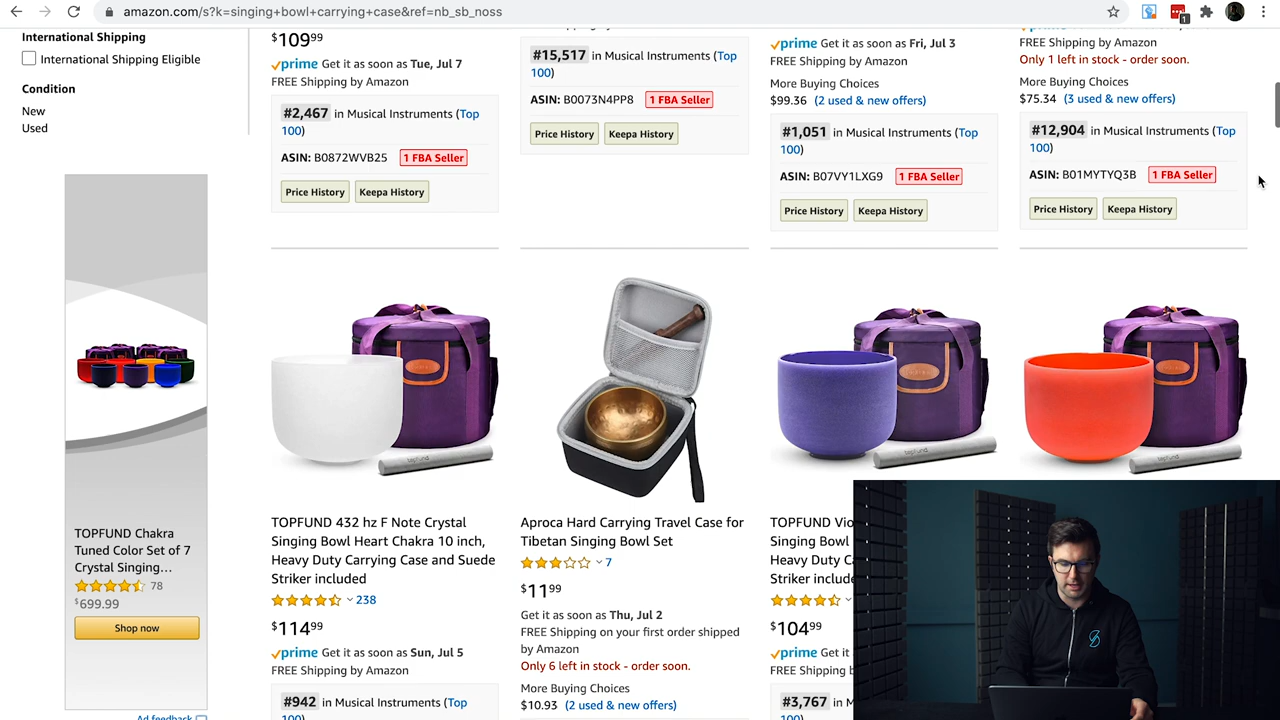 amazon.com/s?k=singing+bowl+carrying+case&ref=nb_sb_noss
1
International Shipping
International Shipping Eligible
Condition
New
Used
TOPFUND Chakra
Tuned Color Set of 7
Crystal Singing...
78
$699.99
Shop now
Ad feedback
$109.99
prime Get it as soon as Tue, Jul 7
FREE Shipping by Amazon
#2,467 in Musical Instruments (Top
100)
ASIN: B0872WVB25 1 FBA Seller
Price History Keepa History
#15,517 in Musical Instruments (Top
100)
ASIN: B0073N4PP8 1 FBA Seller
Price History Keepa History
prime Get it as soon as Fri, Jul 3
FREE Shipping by Amazon
More Buying Choices
$99.36 (2 used & new offers)
#1,051 in Musical Instruments (Top
100)
ASIN: B07VY1LXG9 1 FBA Seller
Price History Keepa History
FREE Shipping by Amazon
Only 1 left in stock - order soon.
More Buying Choices
$75.34 (3 used & new offers)
#12,904 in Musical Instruments (Top
100)
ASIN: B01MYTYQ3B 1 FBA Seller
Price History Keepa History
TOPFUND 432 hz F Note Crystal
Singing Bowl Heart Chakra 10 inch,
Heavy Duty Carrying Case and Suede
Striker included
238
$114.99
prime Get it as soon as Sun, Jul 5
FREE Shipping by Amazon
#942 in Musical Instruments (Top
100)
Aproca Hard Carrying Travel Case for
Tibetan Singing Bowl Set
7
$11.99
Get it as soon as Thu, Jul 2
FREE Shipping on your first order shipped
by Amazon
Only 6 left in stock - order soon.
More Buying Choices
$10.93 (2 used & new offers)
TOPFUND Vio
Singing Bowl
Heavy Duty Ca
Striker include
$104.99
prime Get it
FREE Shipping b
#3,767 in M
100)